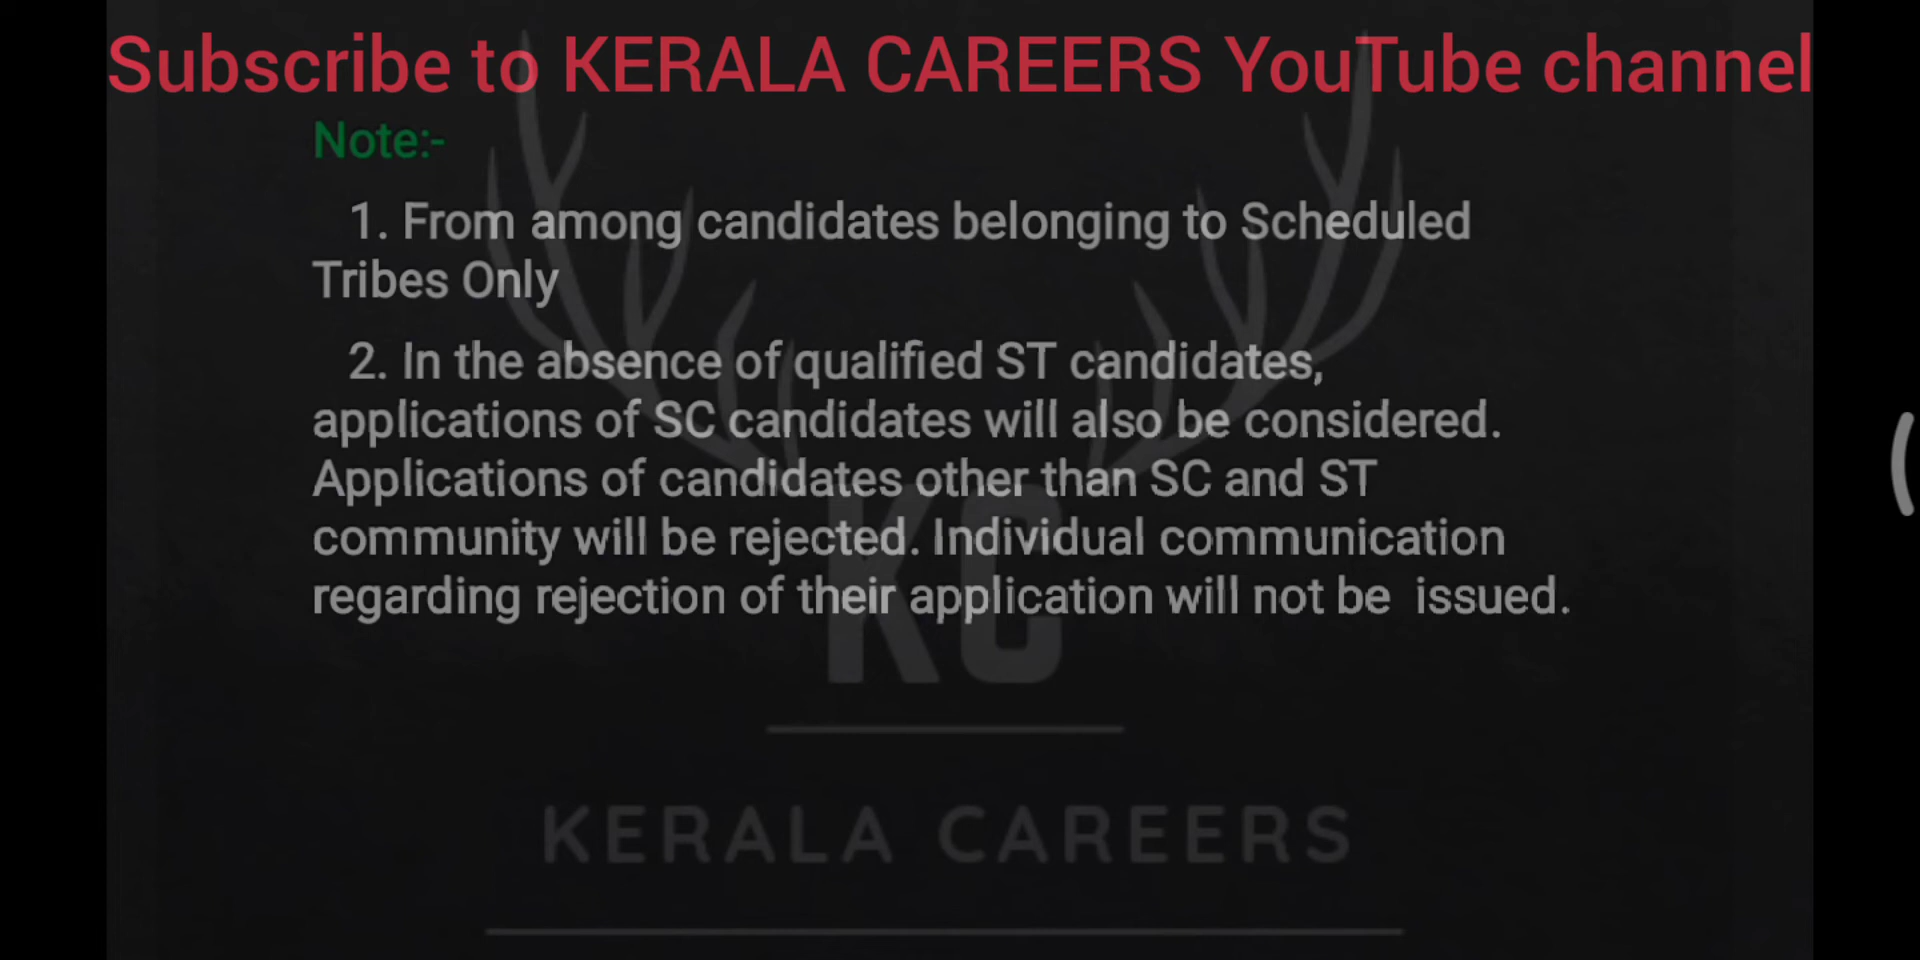 Subscribe to KERALA CAREERS YouTube channel
Note:-
1. From among candidates belonging to Scheduled
Tribes Only
2. In the absence of qualified ST candidates,
applications of SC candidates will also be considered.
Applications of candidates other than SC and ST
community will be rejected. Individual communication
regarding rejection of their application will not be  issued.
KC
KERALA CAREERS